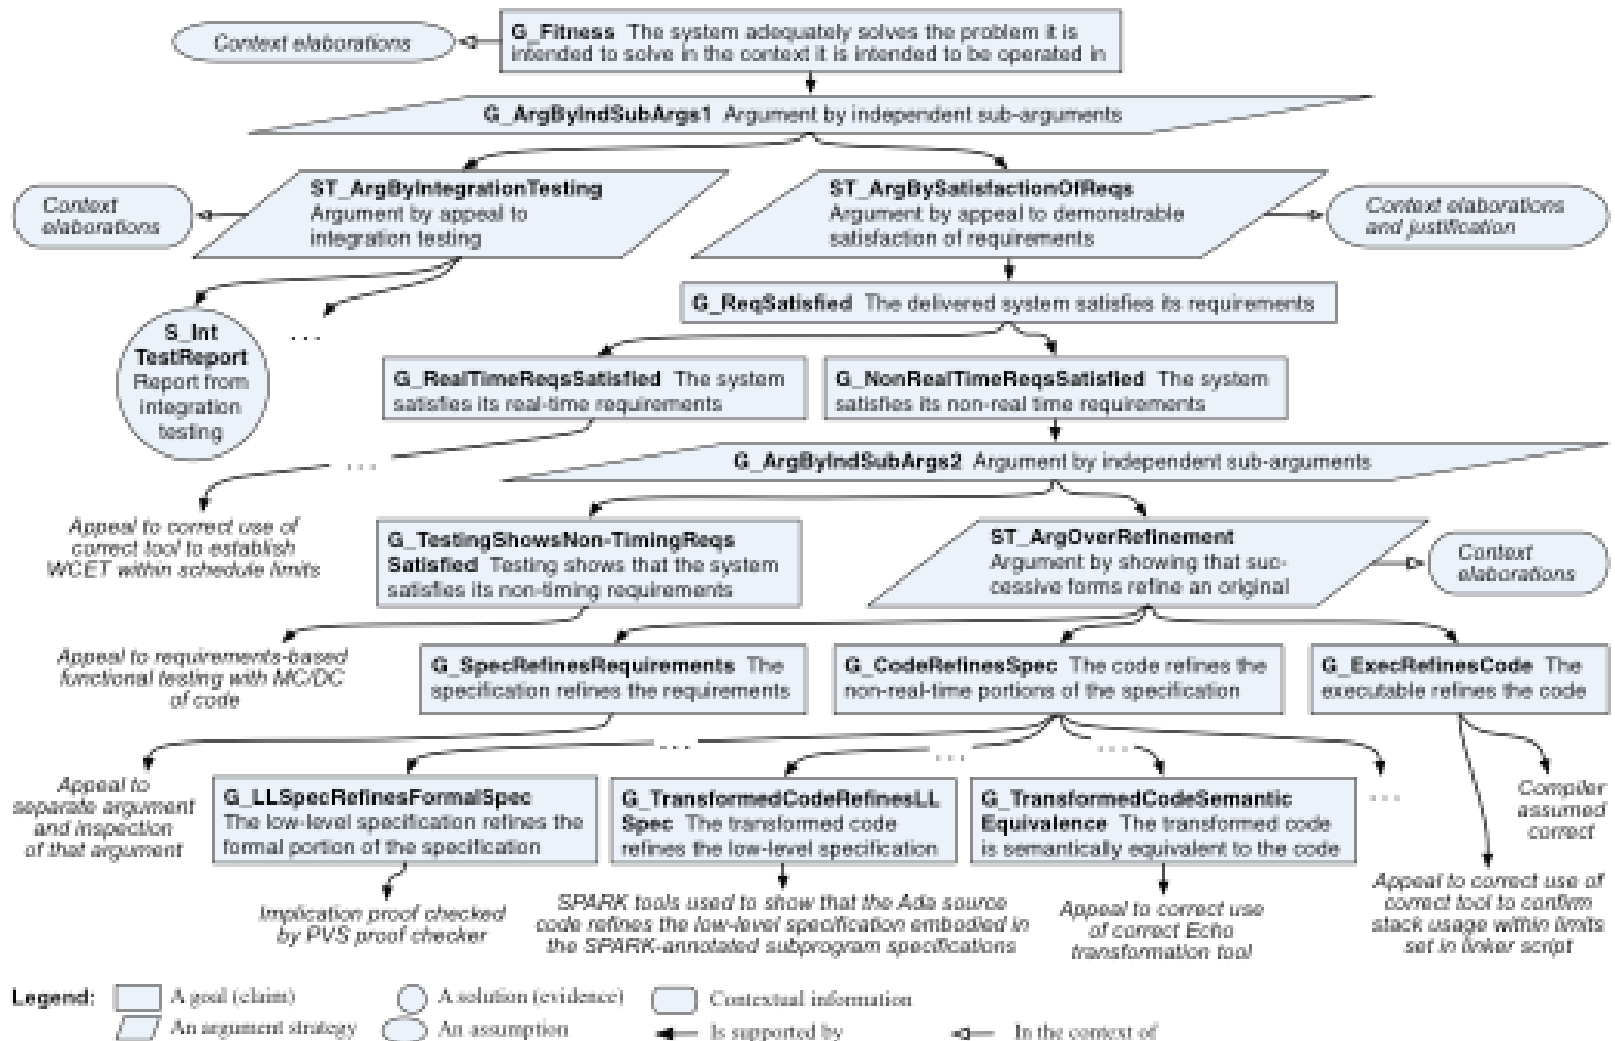 Context elaborations
G_Fitness The system adequately solves the problem it is
intended to solve in the context it is intended to be operated in
G_ArgByIndSubArgs1 Argument by independent sub-arguments
Context
elaborations
ST_ArgByIntegrationTesting
Argument by appeal to
integration testing
ST_ArgBySatisfactionOfReqs
Argument by appeal to demonstrable
satisfaction of requirements
Context elaborations
and justification
G_ReqSatisfied The delivered system satisfies its requirements
S_Int
TestReport
Report from
integration
testing
...
G_RealTimeReqsSatisfied The system
satisfies its real-time requirements
G_NonRealTimeReqsSatisfied The system
satisfies its non-real time requirements
...
G_ArgByIndSubArgs2 Argument by independent sub-arguments
Appeal to correct use of
correct tool to establish
WCET within schedule limits
G_TestingShowsNon-TimingReqs
Satisfied Testing shows that the system
satisfies its non-timing requirements
ST_ArgOverRefinement
Argument by showing that suc-
cessive forms refine an original
Context
elaborations
Appeal to requirements-based
functional testing with MC/DC
of code
G_SpecRefinesRequirements The
specification refines the requirements
G_CodeRefinesSpec The code refines the
non-real-time portions of the specification
G_ExecRefinesCode The
executable refines the code
...
...
...
...
Appeal to
separate argument
and inspection
of that argument
G_LLSpecRefinesFormalSpec
The low-level specification refines the
formal portion of the specification
G_TransformedCodeRefinesLL
Spec The transformed code
refines the low-level specification
G_TransformedCodeSemantic
Equivalence The transformed code
is semantically equivalent to the code
Compiler
assumed
correct
Implication proof checked
by PVS proof checker
SPARK tools used to show that the Ada source
code refines the low-level specification embodied in
the SPARK-annotated subprogram specifications
Appeal to correct use
of correct Echo
transformation tool
Appeal to correct use of
correct tool to confirm
stack usage within limits
set in linker script
Legend: A goal (claim) A solution (evidence) Contextual information
An argument strategy An assumption Is supported by In the context of